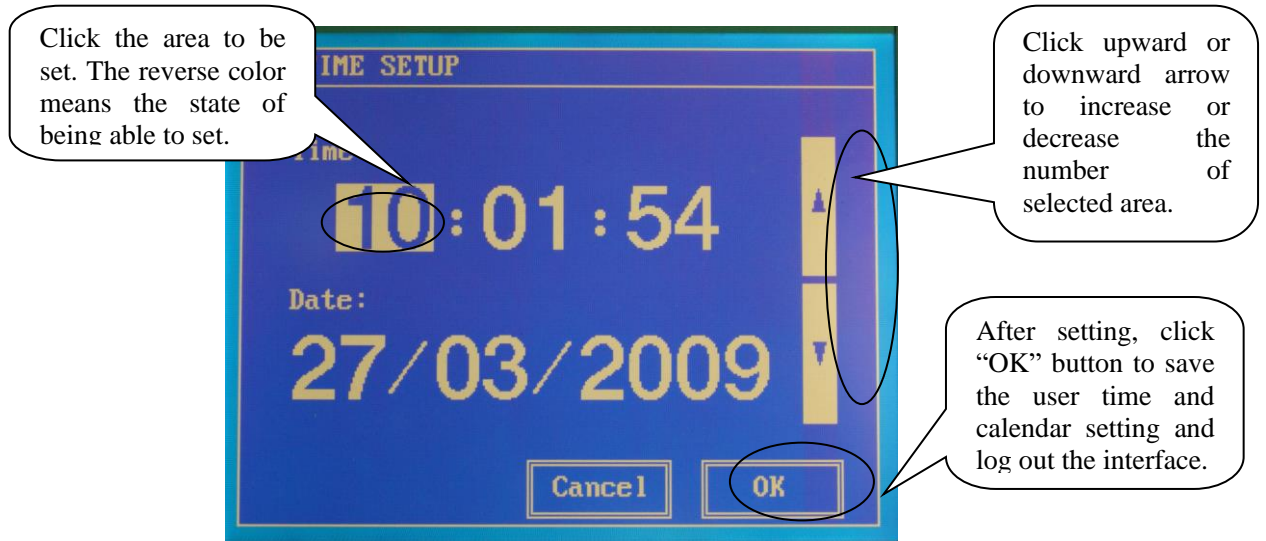 Click the area to be
set. The reverse color
means the state of
being able to set.
IME SETUP
Time
10:01:54
Date:
27/03/2009
Cancel
OK
Click upward or
downward arrow
to increase or
decrease the
number of
selected area.
After setting, click
“OK” button to save
the user time and
calendar setting and
log out the interface.